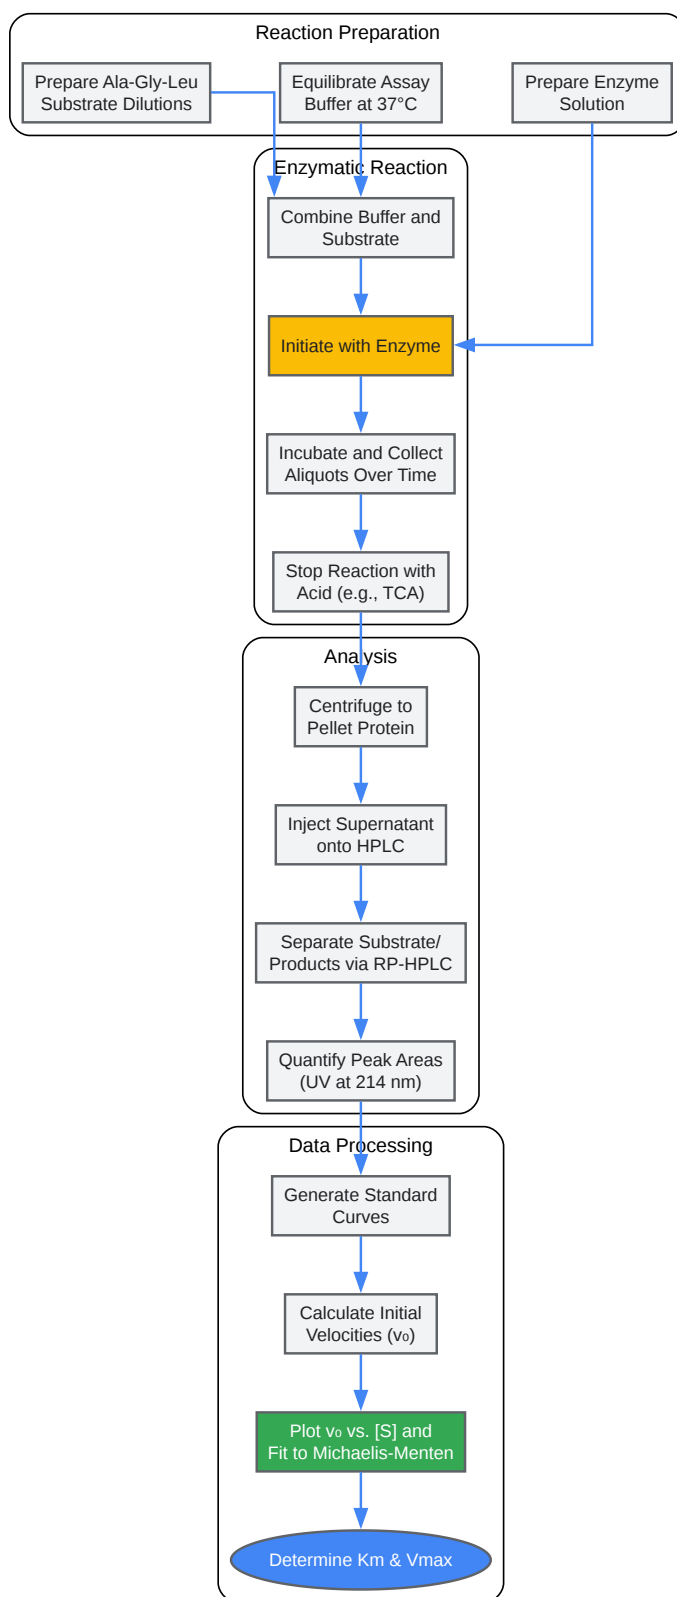 Reaction Preparation
Prepare Ala-Gly-Leu
Substrate Dilutions
Equilibrate Assay
Buffer at 37°C
Prepare Enzyme
Solution
Enzymatic Reaction
Combine Buffer and
Substrate
Initiate with Enzyme
Incubate and Collect
Aliquots Over Time
Stop Reaction with
Acid (e.g., TCA)
Analysis
Centrifuge to
Pellet Protein
Inject Supernatant
onto HPLC
Separate Substrate/
Products via RP-HPLC
Quantify Peak Areas
(UV at 214 nm)
Data Processing
Generate Standard
Curves
Calculate Initial
Velocities (v₀)
Plot v₀ vs. [S] and
Fit to Michaelis-Menten
Determine Km & Vmax